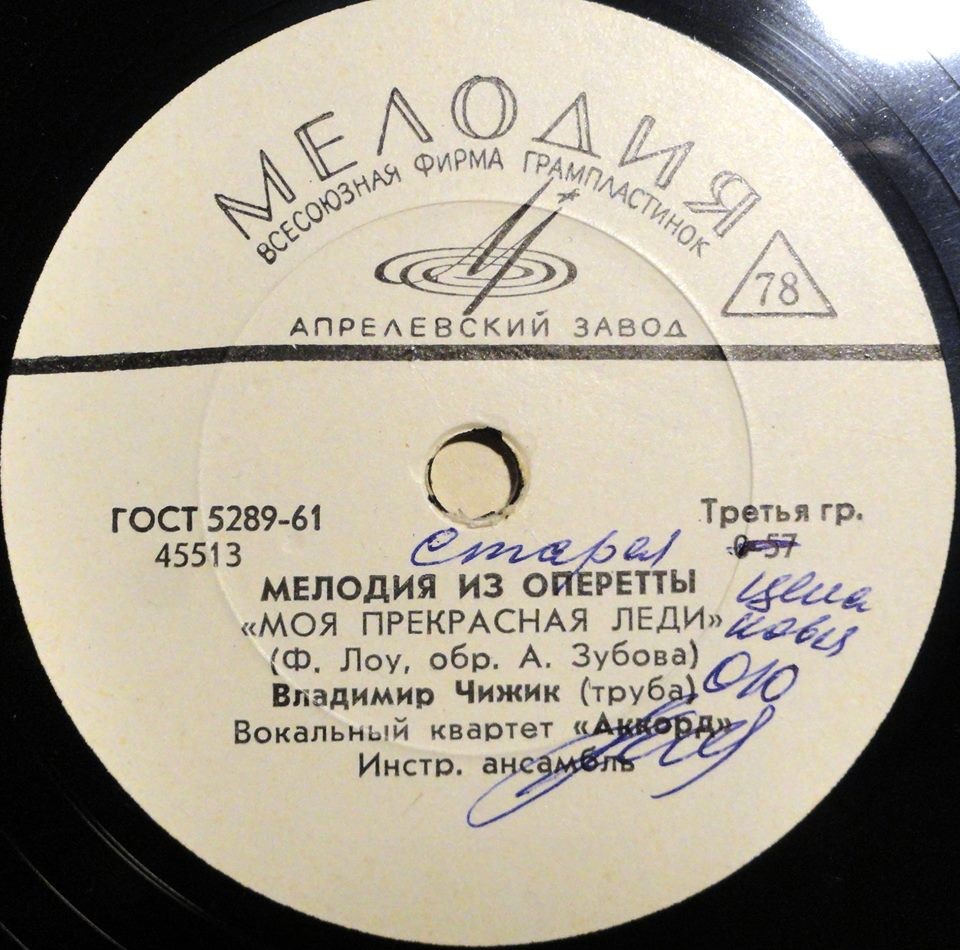 МЕЛОДИЯ
ВСЕСОЮЗНАЯ ФИРМА ГРАМПЛАСТИНОК
78
АПРЕЛЕВСКИЙ ЗАВОД
ГОСТ 5289-61
45513
Третья гр.
0-57
старая
цена
новая
МЕЛОДИЯ ИЗ ОПЕРЕТТЫ
«МОЯ ПРЕКРАСНАЯ ЛЕДИ»
(Ф. Лоу, обр. А. Зубова)
Владимир Чижик (труба)
Вокальный квартет «Аккорд»
Инстр. ансамбль